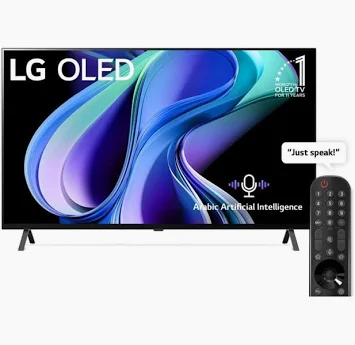 LG OLED
1
OLED TV
FOR 11 YEARS
"Just speak!"
Arabic Artificial Intelligence